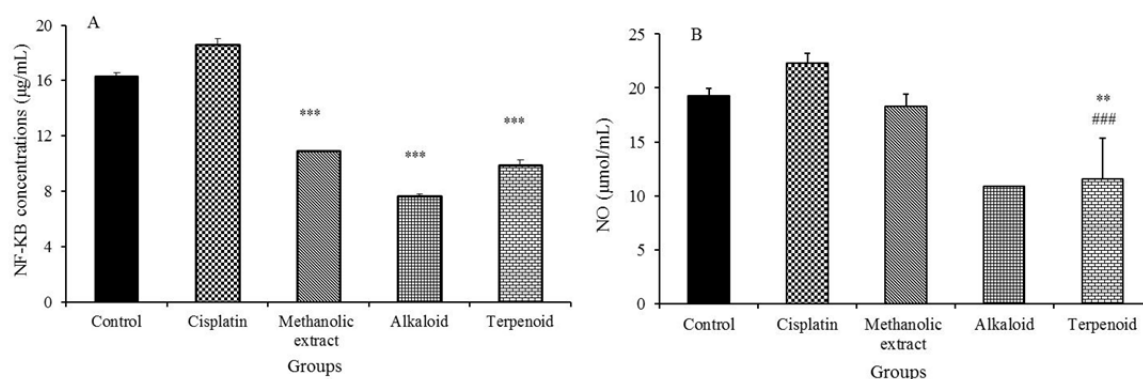 A
NF-KB concentrations (µg/mL)
20
16
12
8
4
0
***
***
***
Control
Cisplatin
Methanolic
extract
Alkaloid
Terpenoid
Groups
B
NO (µmol/mL)
25
20
15
10
5
0
**
###
Control
Cisplatin
Methanolic
extract
Alkaloid
Terpenoid
Groups